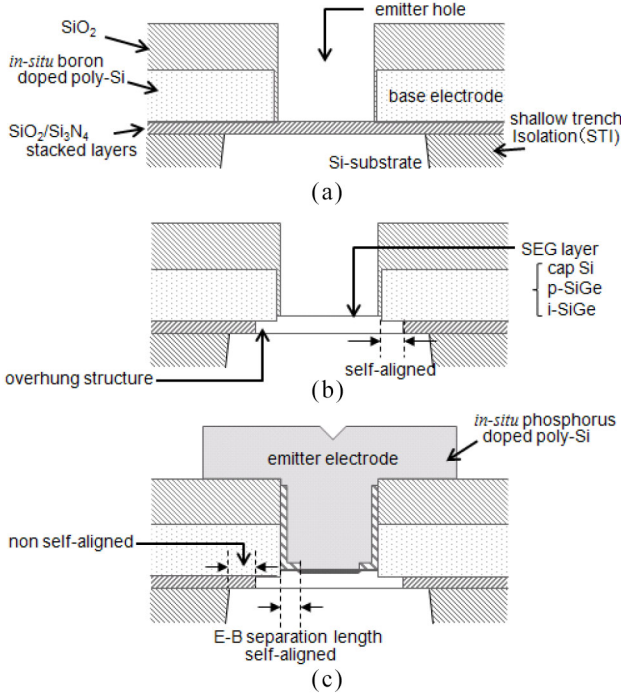 SiO2
emitter hole
in-situ boron
doped poly-Si
base electrode
SiO2/Si3N4
stacked layers
shallow trench
Isolation(STI)
Si-substrate
(a)
SEG layer
cap Si
p-SiGe
i-SiGe
overhung structure
self-aligned
(b)
in-situ phosphorus
doped poly-Si
emitter electrode
non self-aligned
E-B separation length
self-aligned
(c)